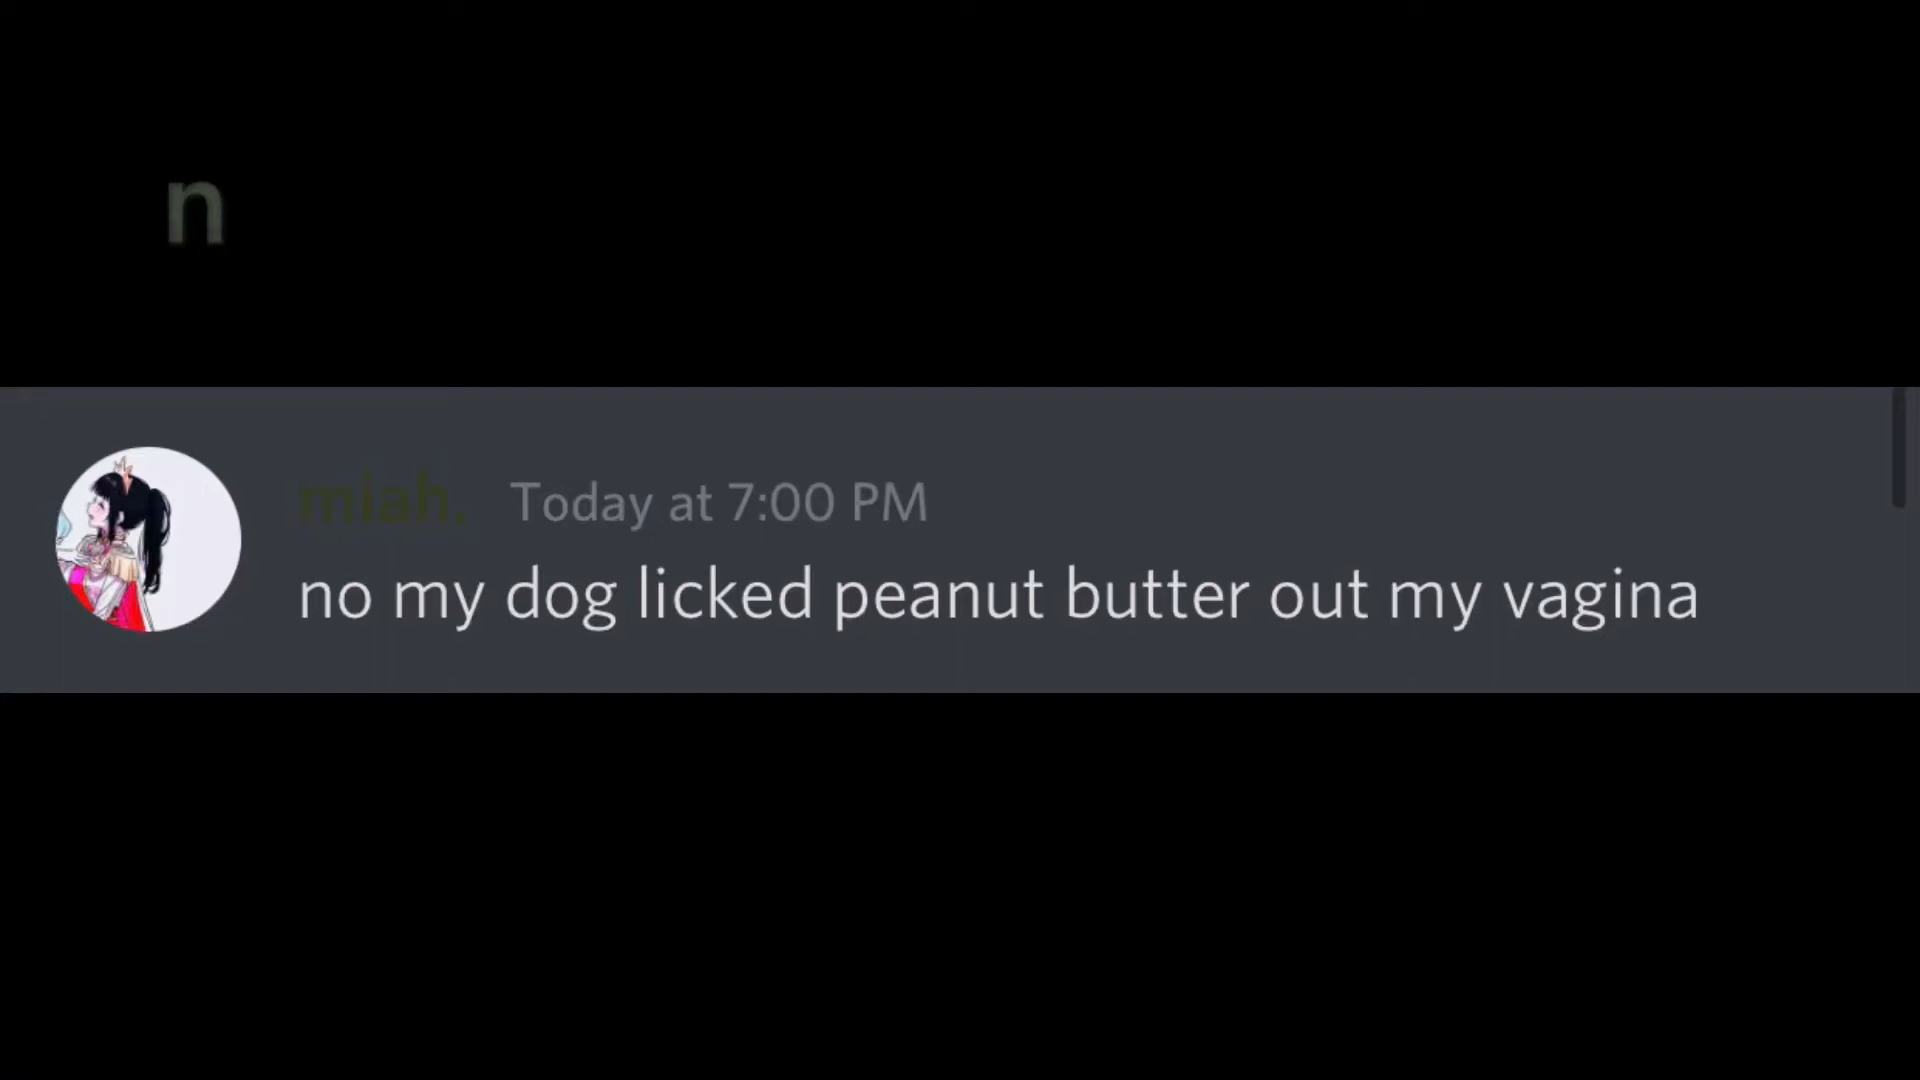 n
miah. Today at 7:00 PM
no my dog licked peanut butter out my vagina